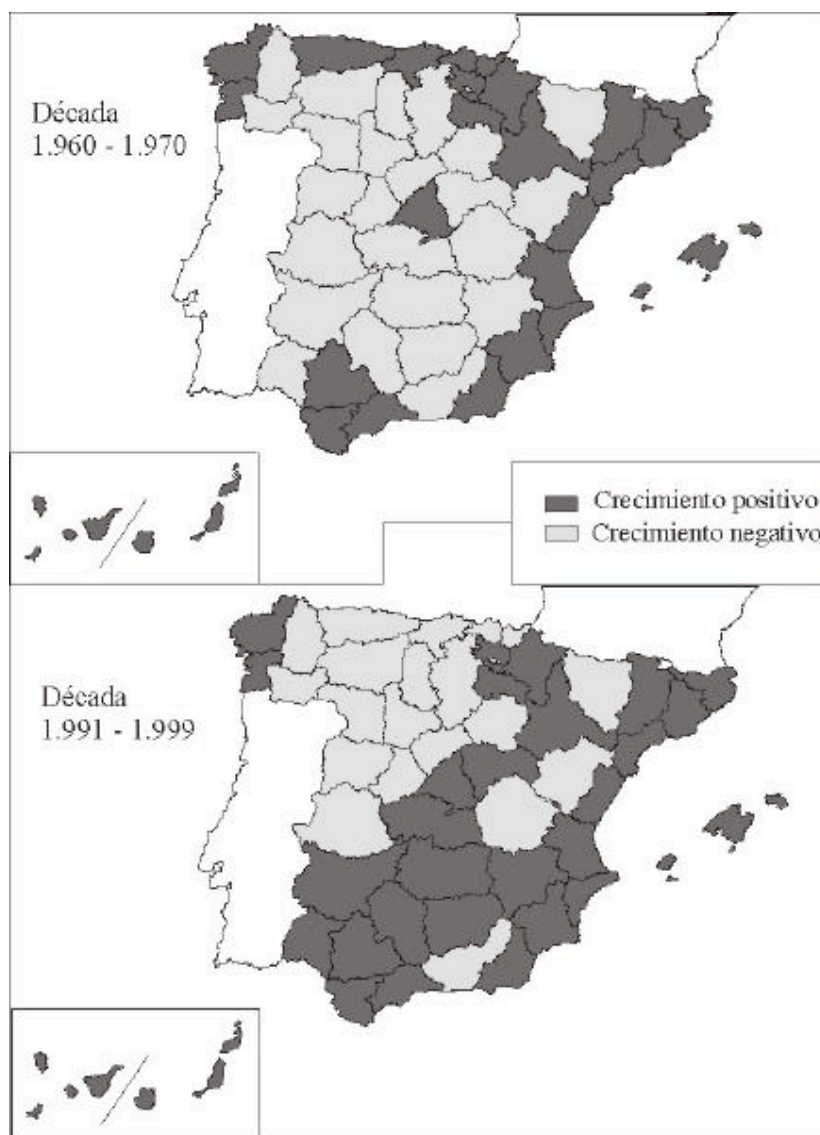 Década
1.960 - 1.970
Crecimiento positivo
Crecimiento negativo
Década
1.991 - 1.999